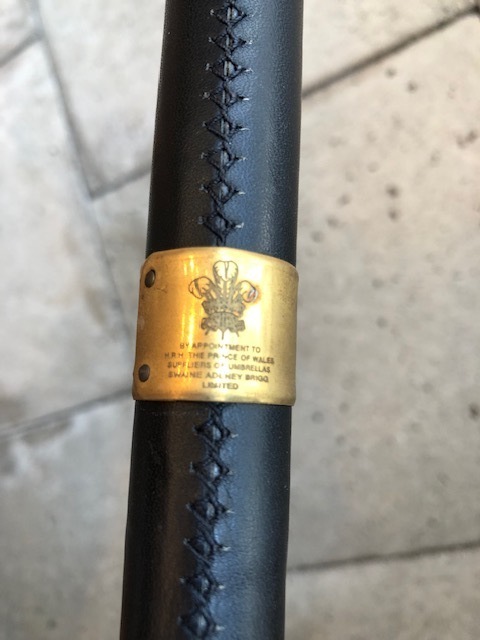 BY APPOINTMENT TO
H.R.H. THE PRINCE OF WALES
SUPPLIERS OF UMBRELLAS
SWAINE ADENEY BRIGG
LIMITED